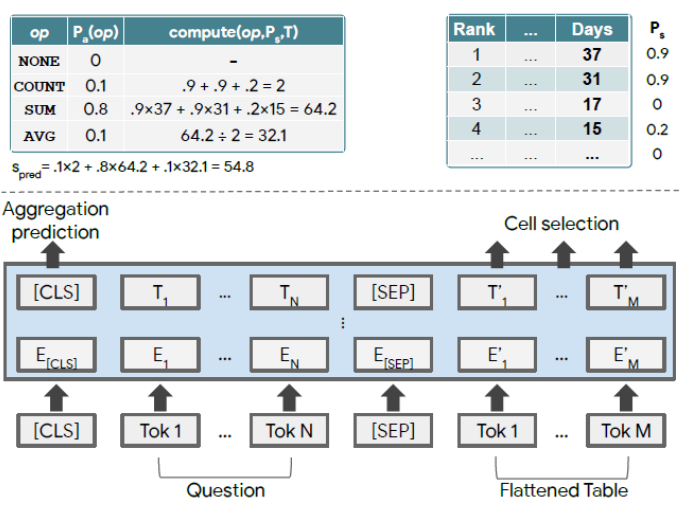 op P_a(op) compute(op,P_s,T)
NONE 0 –
COUNT 0.1 .9 + .9 + .2 = 2
SUM 0.8 .9×37 + .9×31 + .2×15 = 64.2
AVG 0.1 64.2 ÷ 2 = 32.1
s_pred= .1×2 + .8×64.2 + .1×32.1 = 54.8
Rank ... Days P_s
1 ... 37 0.9
2 ... 31 0.9
3 ... 17 0
4 ... 15 0.2
... ... ... 0
Aggregation
prediction
Cell selection
[CLS] T_1 ... T_N [SEP] T'_1 ... T'_M
...
E_[CLS] E_1 ... E_N E_[SEP] E'_1 ... E'_M
[CLS] Tok 1 ... Tok N [SEP] Tok 1 ... Tok M
Question Flattened Table